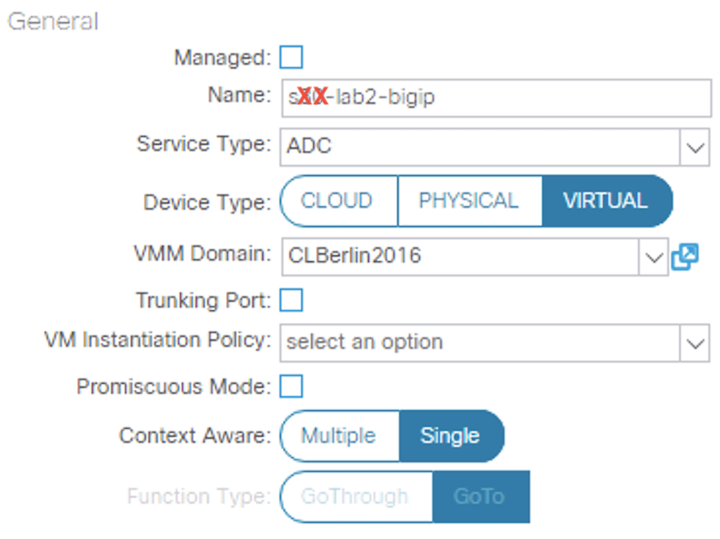 General
Managed:
Name: sXX-lab2-bigip
Service Type: ADC
Device Type: CLOUD PHYSICAL VIRTUAL
VMM Domain: CLBerlin2016
Trunking Port:
VM Instantiation Policy: select an option
Promiscuous Mode:
Context Aware: Multiple Single
Function Type: GoThrough GoTo